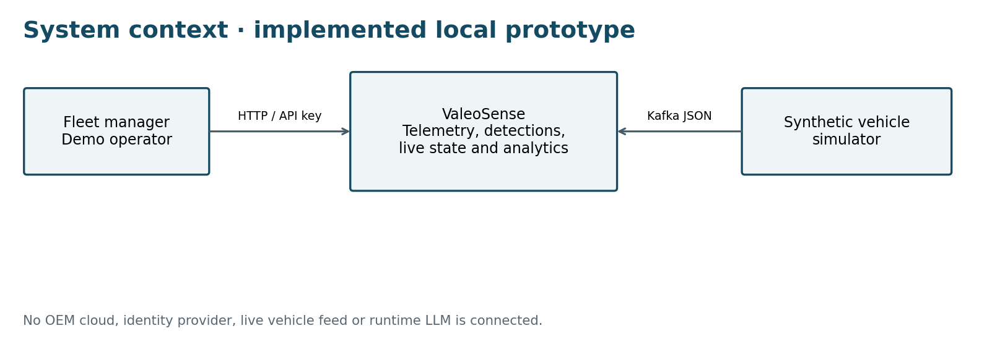 System context · implemented local prototype
Fleet manager
Demo operator
HTTP / API key
ValeoSense
Telemetry, detections,
live state and analytics
Kafka JSON
Synthetic vehicle
simulator
No OEM cloud, identity provider, live vehicle feed or runtime LLM is connected.